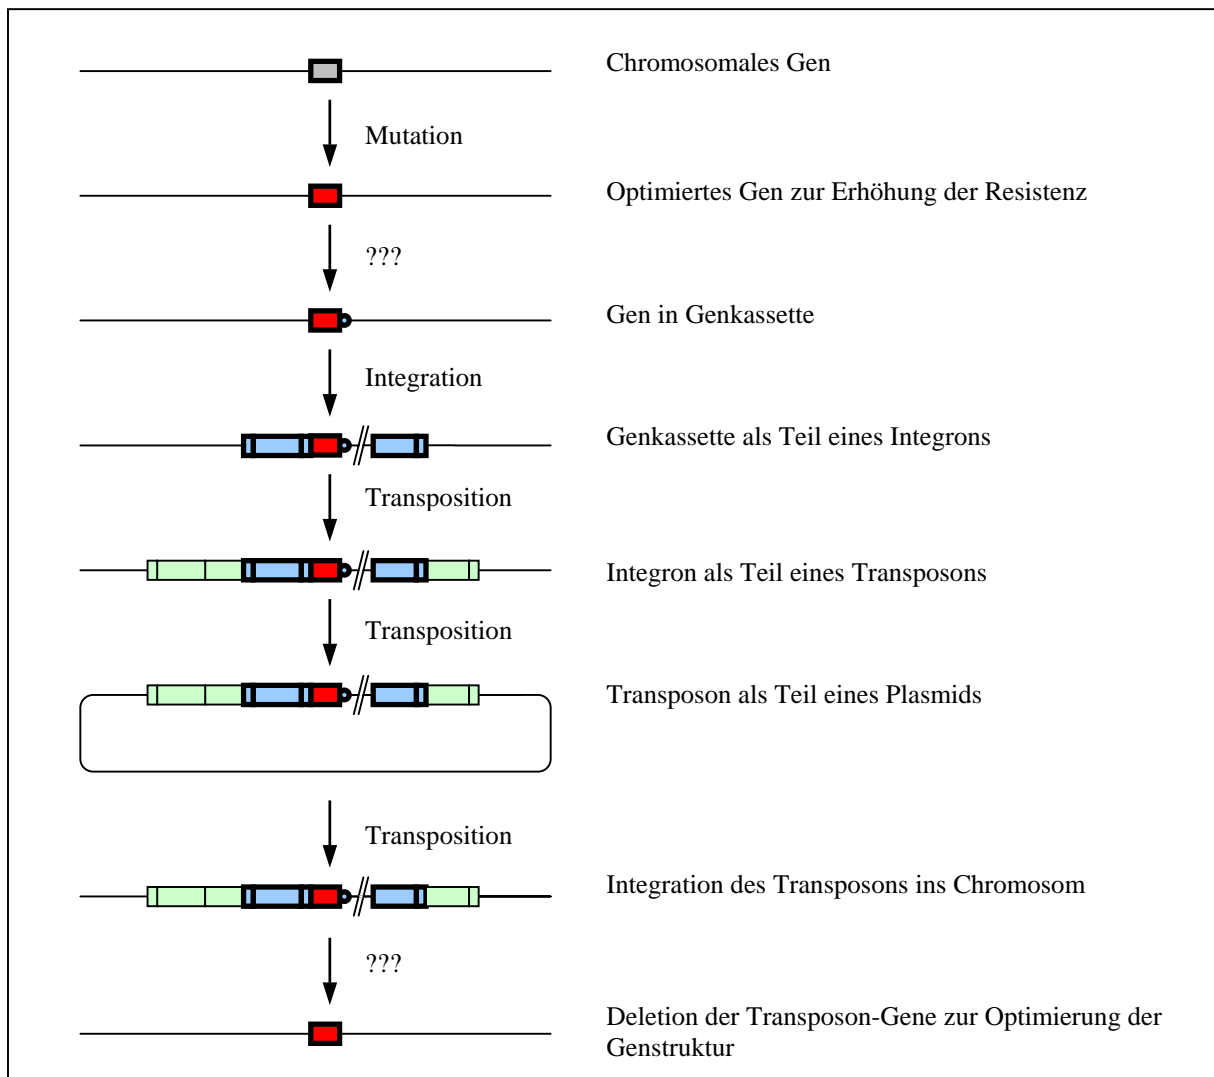 Chromosomales Gen
Mutation
Optimiertes Gen zur Erhöhung der Resistenz
???
Gen in Genkassette
Integration
Genkassette als Teil eines Integrons
Transposition
Integron als Teil eines Transposons
Transposition
Transposon als Teil eines Plasmids
Transposition
Integration des Transposons ins Chromosom
???
Deletion der Transposon-Gene zur Optimierung der
Genstruktur